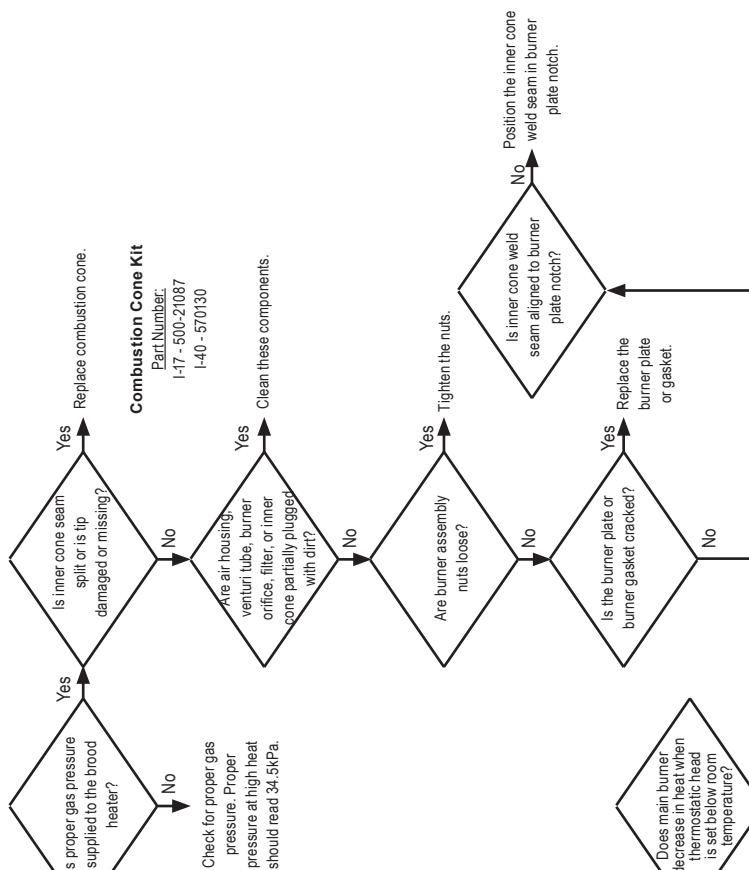 s proper gas pressure
supplied to the brood
heater?
Yes
No
Check for proper gas
pressure. Proper
pressure at high heat
should read 34.5kPa.
Is inner cone seam
split or is tip
damaged or missing?
Yes
Replace combustion cone.
No
Combustion Cone Kit
Part Number:
I-17 - 500-21087
I-40 - 570130
Are air housing,
venturi tube, burner
orifice, filter, or inner
cone partially plugged
with dirt?
Yes
Clean these components.
No
Are burner assembly
nuts loose?
Yes
Tighten the nuts.
No
Is the burner plate or
burner gasket cracked?
Yes
Replace the
burner plate
or gasket.
No
Is inner cone weld
seam aligned to burner
plate notch?
No
Position the inner cone
weld seam in burner
plate notch.
Does main burner
decrease in heat when
thermostatic head
is set below room
temperature?